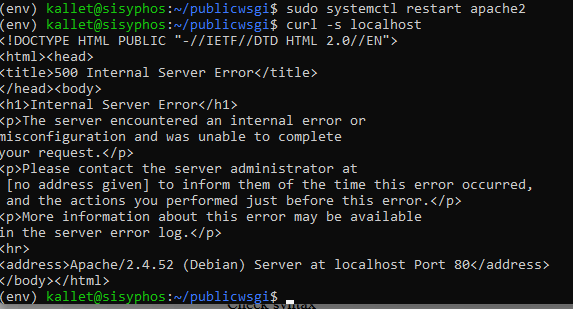 (env) kallet@sisyphos:~/publicwsgi$ sudo systemctl restart apache2
(env) kallet@sisyphos:~/publicwsgi$ curl -s localhost
<!DOCTYPE HTML PUBLIC "-//IETF//DTD HTML 2.0//EN">
<html><head>
<title>500 Internal Server Error</title>
</head><body>
<h1>Internal Server Error</h1>
<p>The server encountered an internal error or
misconfiguration and was unable to complete
your request.</p>
<p>Please contact the server administrator at
 [no address given] to inform them of the time this error occurred,
 and the actions you performed just before this error.</p>
<p>More information about this error may be available
in the server error log.</p>
<hr>
<address>Apache/2.4.52 (Debian) Server at localhost Port 80</address>
</body></html>
(env) kallet@sisyphos:~/publicwsgi$